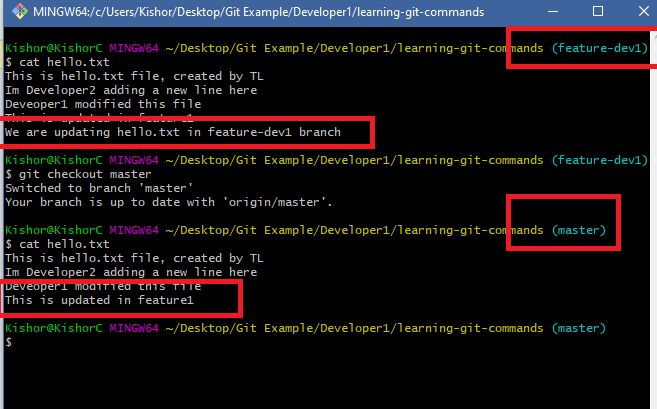 MINGW64:/c/Users/Kishor/Desktop/Git Example/Developer1/learning-git-commands
Kishor@KishorC MINGW64 ~/Desktop/Git Example/Developer1/learning-git-commands (feature-dev1)
$ cat hello.txt
This is hello.txt file, created by TL
Im Developer2 adding a new line here
Deveoper1 modified this file
This is updated in feature1
We are updating hello.txt in feature-dev1 branch
Kishor@KishorC MINGW64 ~/Desktop/Git Example/Developer1/learning-git-commands (feature-dev1)
$ git checkout master
Switched to branch 'master'
Your branch is up to date with 'origin/master'.
Kishor@KishorC MINGW64 ~/Desktop/Git Example/Developer1/learning-git-commands (master)
$ cat hello.txt
This is hello.txt file, created by TL
Im Developer2 adding a new line here
Deveoper1 modified this file
This is updated in feature1
Kishor@KishorC MINGW64 ~/Desktop/Git Example/Developer1/learning-git-commands (master)
$